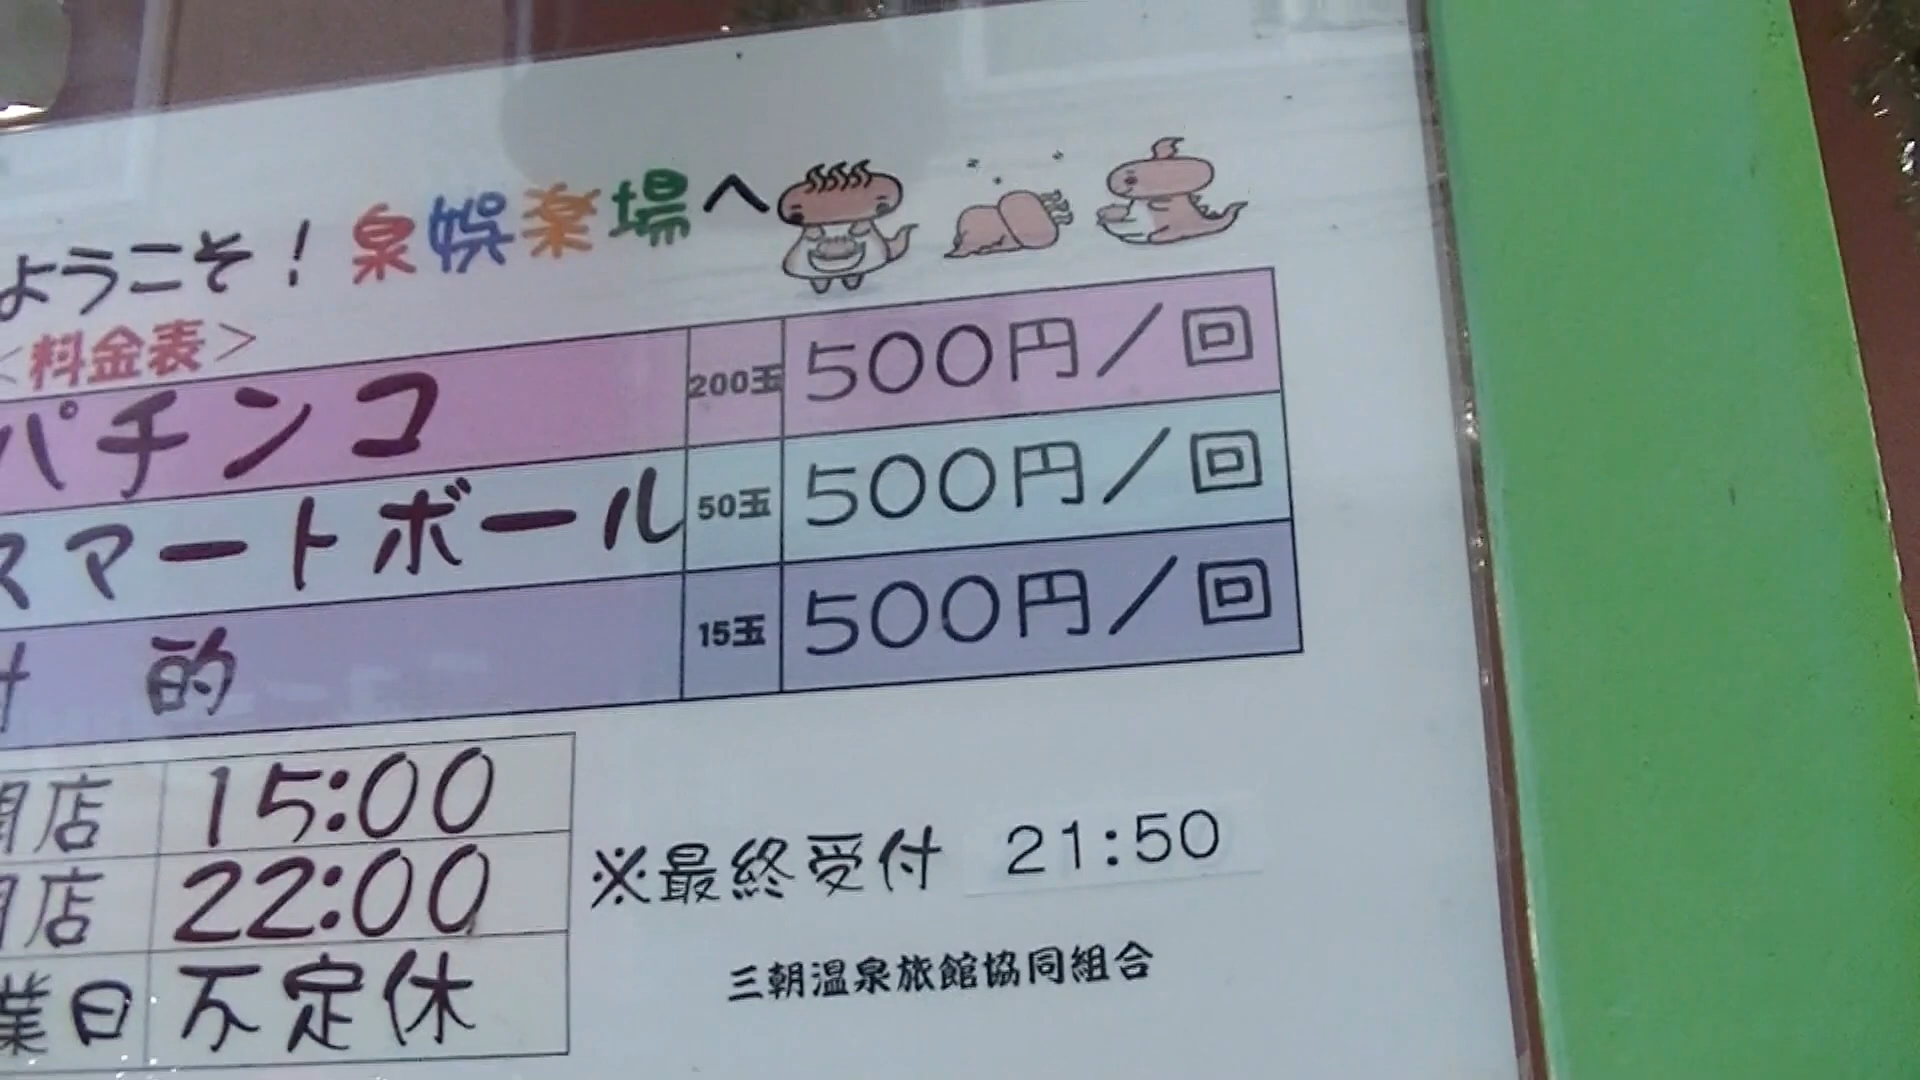 ようこそ！泉娯楽場へ
＜料金表＞
パチンコ 200玉 500円／回
スマートボール 50玉 500円／回
射 的 15玉 500円／回
開店 15:00
閉店 22:00
※最終受付 21:50
業日 不定休
三朝温泉旅館協同組合